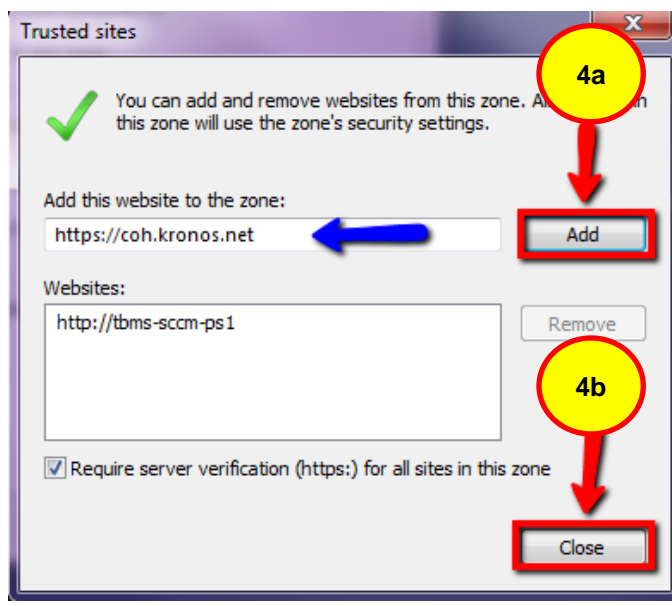 Trusted sites
X
4a
You can add and remove websites from this zone. All in
this zone will use the zone's security settings.
Add this website to the zone:
https://coh.kronos.net
Add
Websites:
http://tbms-sccm-ps1
Remove
4b
Require server verification (https:) for all sites in this zone
Close